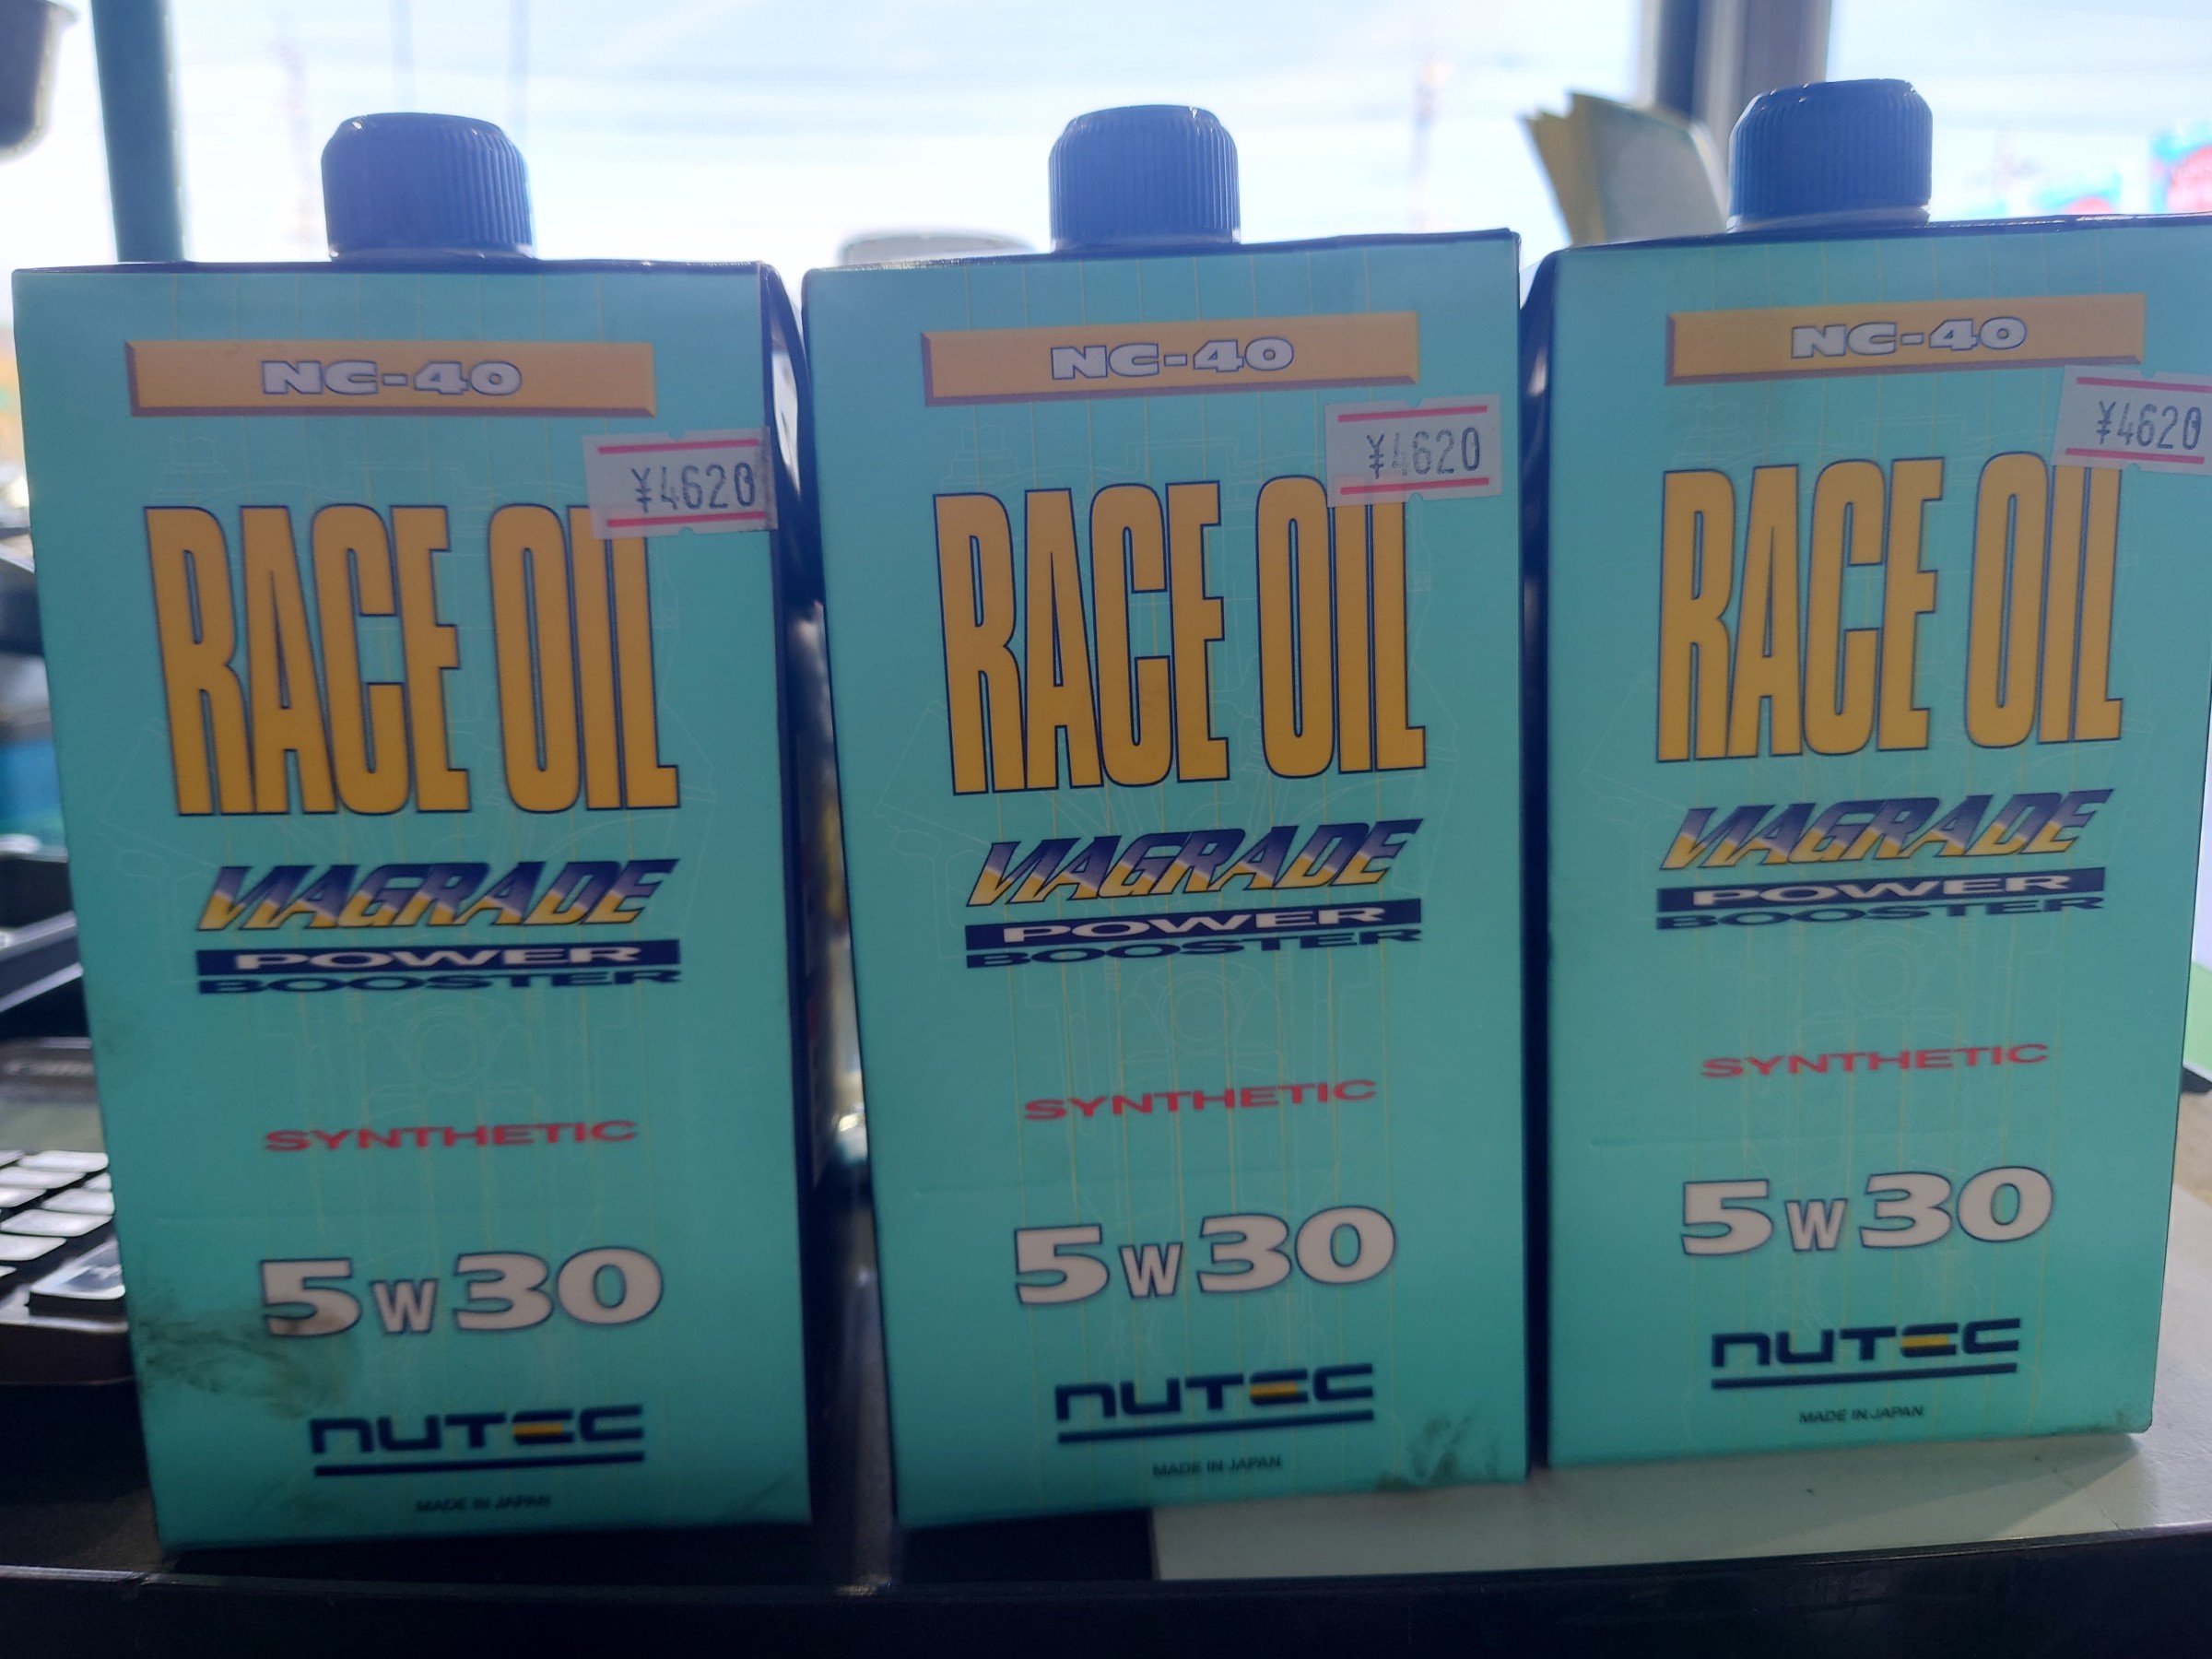 NC-40
¥4620
RACE OIL
VIAGRADE
POWER
BOOSTER
SYNTHETIC
5W30
NUTEC
MADE IN JAPAN
NC-40
¥4620
RACE OIL
VIAGRADE
POWER
BOOSTER
SYNTHETIC
5W30
NUTEC
MADE IN JAPAN
NC-40
¥4620
RACE OIL
VIAGRADE
POWER
BOOSTER
SYNTHETIC
5W30
NUTEC
MADE IN JAPAN